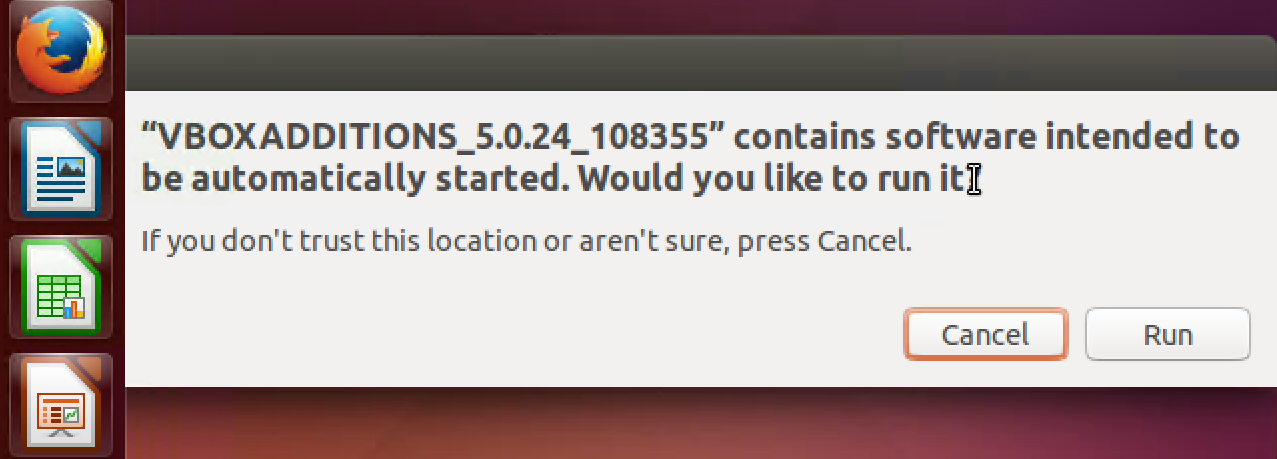 “VBOXADDITIONS_5.0.24_108355” contains software intended to
be automatically started. Would you like to run it
If you don't trust this location or aren't sure, press Cancel.
Cancel
Run